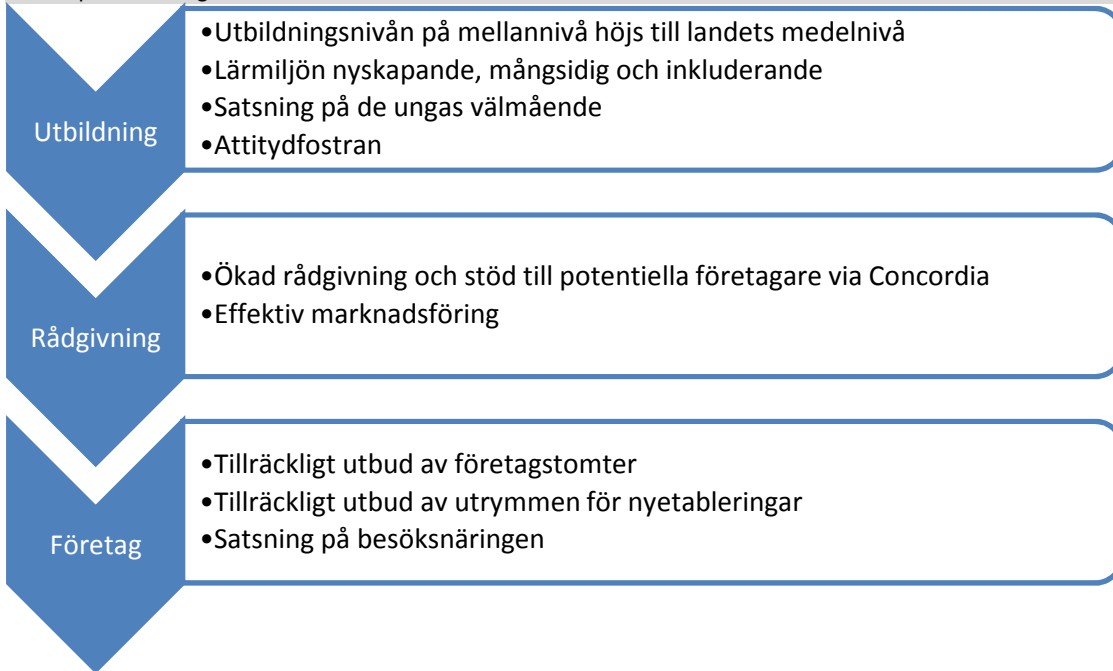 Utbildning
•Utbildningsnivån på mellannivå höjs till landets medelnivå
•Lärmiljön nyskapande, mångsidig och inkluderande
•Satsning på de ungas välmående
•Attitydfostran
Rådgivning
•Ökad rådgivning och stöd till potentiella företagare via Concordia
•Effektiv marknadsföring
Företag
•Tillräckligt utbud av företagstomter
•Tillräckligt utbud av utrymmen för nyetableringar
•Satsning på besöksnäringen